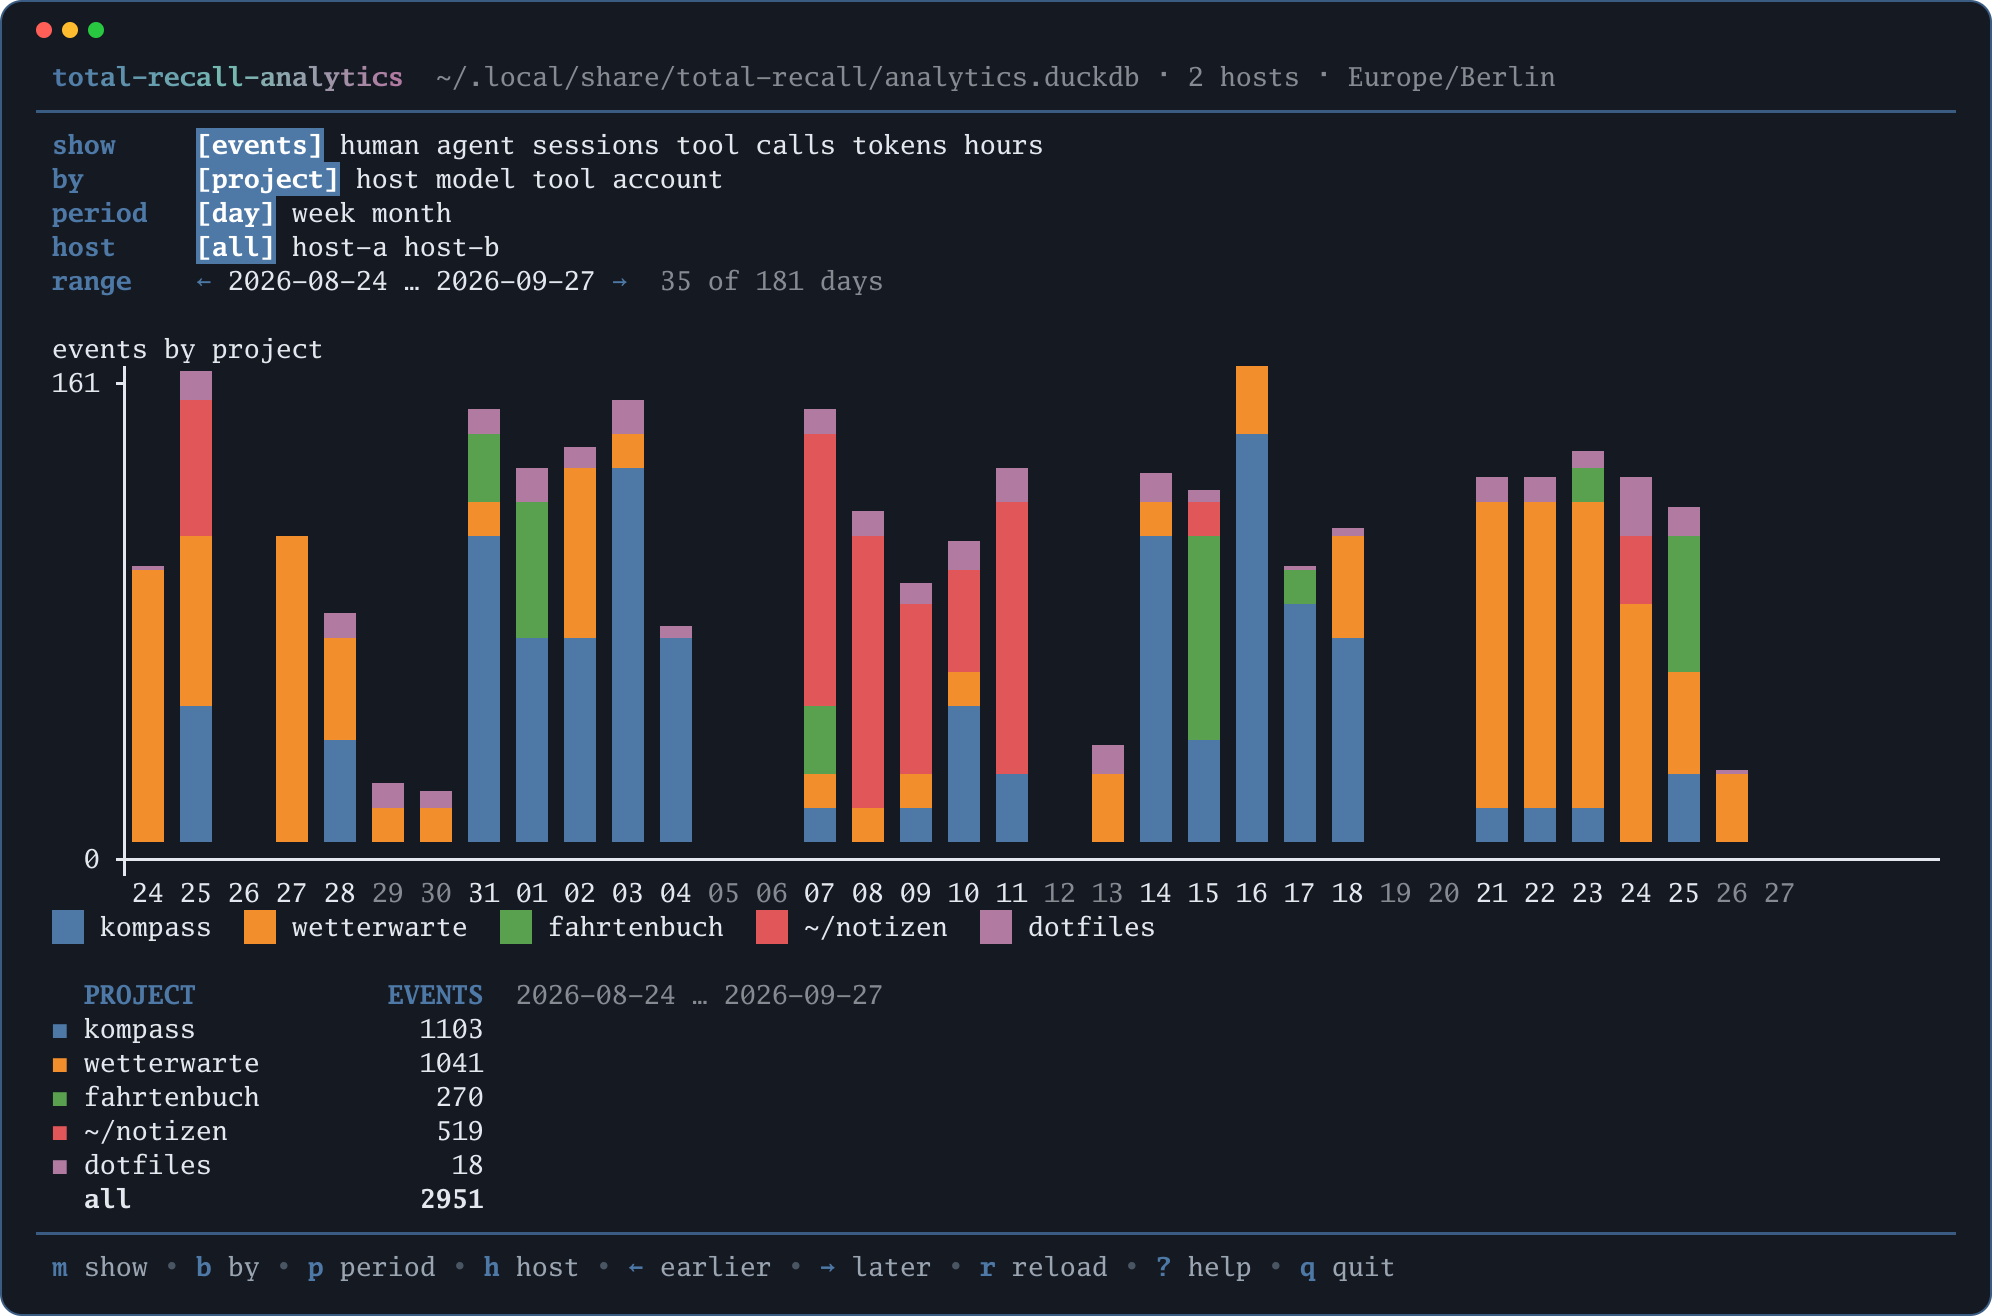 total-recall-analytics  ~/.local/share/total-recall/analytics.duckdb · 2 hosts · Europe/Berlin
show [events] human agent sessions tool calls tokens hours
by [project] host model tool account
period [day] week month
host [all] host-a host-b
range ← 2026-08-24 … 2026-09-27 → 35 of 181 days
events by project
161
0
24 25 26 27 28 29 30 31 01 02 03 04 05 06 07 08 09 10 11 12 13 14 15 16 17 18 19 20 21 22 23 24 25 26 27
kompass wetterwarte fahrtenbuch ~/notizen dotfiles
PROJECT EVENTS 2026-08-24 … 2026-09-27
kompass 1103
wetterwarte 1041
fahrtenbuch 270
~/notizen 519
dotfiles 18
all 2951
m show • b by • p period • h host • ← earlier • → later • r reload • ? help • q quit